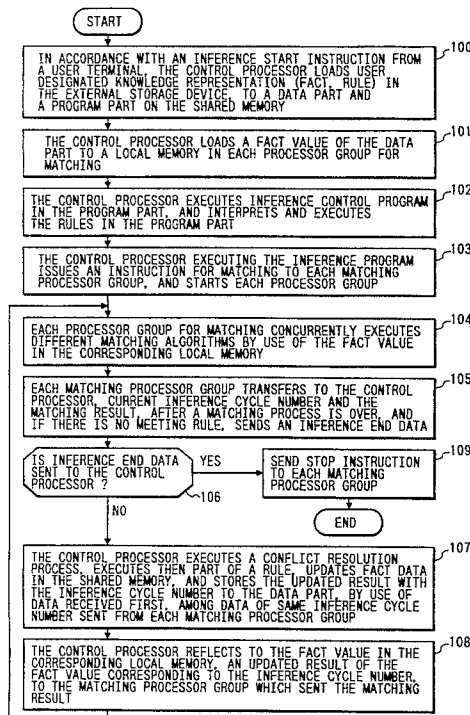 START
100
IN ACCORDANCE WITH AN INFERENCE START INSTRUCTION FROM
A USER TERMINAL, THE CONTROL PROCESSOR LOADS USER
DESIGNATED KNOWLEDGE REPRESENTATION (FACT, RULE) IN
THE EXTERNAL STORAGE DEVICE, TO A DATA PART AND
A PROGRAM PART ON THE SHARED MEMORY
101
THE CONTROL PROCESSOR LOADS A FACT VALUE OF THE DATA
PART TO A LOCAL MEMORY IN EACH PROCESSOR GROUP FOR
MATCHING
102
THE CONTROL PROCESSOR EXECUTES INFERENCE CONTROL PROGRAM
IN THE PROGRAM PART, AND INTERPRETS AND EXECUTES
THE RULES IN THE PROGRAM PART
103
THE CONTROL PROCESSOR EXECUTING THE INFERENCE PROGRAM
ISSUES AN INSTRUCTION FOR MATCHING TO EACH MATCHING
PROCESSOR GROUP, AND STARTS EACH PROCESSOR GROUP
104
EACH PROCESSOR GROUP FOR MATCHING CONCURRENTLY EXECUTES
DIFFERENT MATCHING ALGORITHMS BY USE OF THE FACT VALUE
IN THE CORRESPONDING LOCAL MEMORY
105
EACH MATCHING PROCESSOR GROUP TRANSFERS TO THE CONTROL
PROCESSOR, CURRENT INFERENCE CYCLE NUMBER AND THE
MATCHING RESULT, AFTER A MATCHING PROCESS IS OVER, AND
IF THERE IS NO MEETING RULE, SENDS AN INFERENCE END DATA
IS INFERENCE END DATA
SENT TO THE CONTROL
PROCESSOR ?
106
YES
109
SEND STOP INSTRUCTION
TO EACH MATCHING
PROCESSOR GROUP
END
NO
107
THE CONTROL PROCESSOR EXECUTES A CONFLICT RESOLUTION
PROCESS, EXECUTES THEN PART OF A RULE, UPDATES FACT DATA
IN THE SHARED MEMORY, AND STORES THE UPDATED RESULT WITH
THE INFERENCE CYCLE NUMBER TO THE DATA PART, BY USE OF
DATA RECEIVED FIRST, AMONG DATA OF SAME INFERENCE CYCLE
NUMBER SENT FROM EACH MATCHING PROCESSOR GROUP
108
THE CONTROL PROCESSOR REFLECTS TO THE FACT VALUE IN THE
CORRESPONDING LOCAL MEMORY, AN UPDATED RESULT OF THE
FACT VALUE CORRESPONDING TO THE INFERENCE CYCLE NUMBER,
TO THE MATCHING PROCESSOR GROUP WHICH SENT THE MATCHING
RESULT